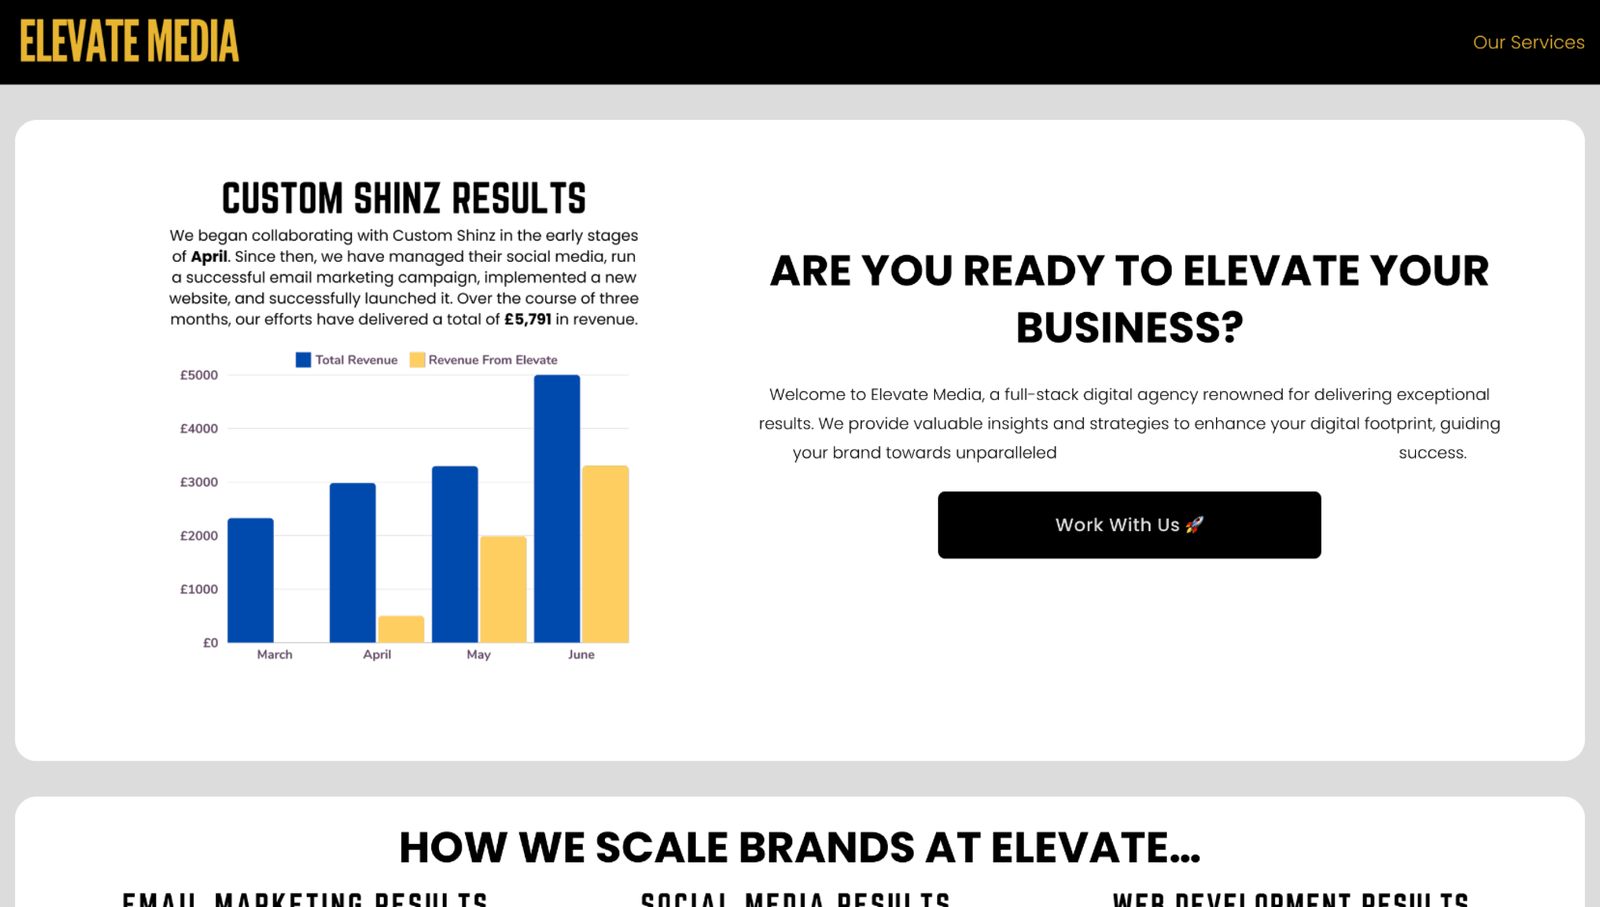 ELEVATE MEDIA
Our Services
CUSTOM SHINZ RESULTS
We began collaborating with Custom Shinz in the early stages
of April. Since then, we have managed their social media, run
a successful email marketing campaign, implemented a new
website, and successfully launched it. Over the course of three
months, our efforts have delivered a total of £5,791 in revenue.
Total Revenue Revenue From Elevate
£5000
£4000
£3000
£2000
£1000
£0
March April May June
ARE YOU READY TO ELEVATE YOUR
BUSINESS?
Welcome to Elevate Media, a full-stack digital agency renowned for delivering exceptional
results. We provide valuable insights and strategies to enhance your digital footprint, guiding
your brand towards unparalleled success.
Work With Us 🚀
HOW WE SCALE BRANDS AT ELEVATE...
EMAIL MARKETING RESULTS
SOCIAL MEDIA RESULTS
WEB DEVELOPMENT RESULTS